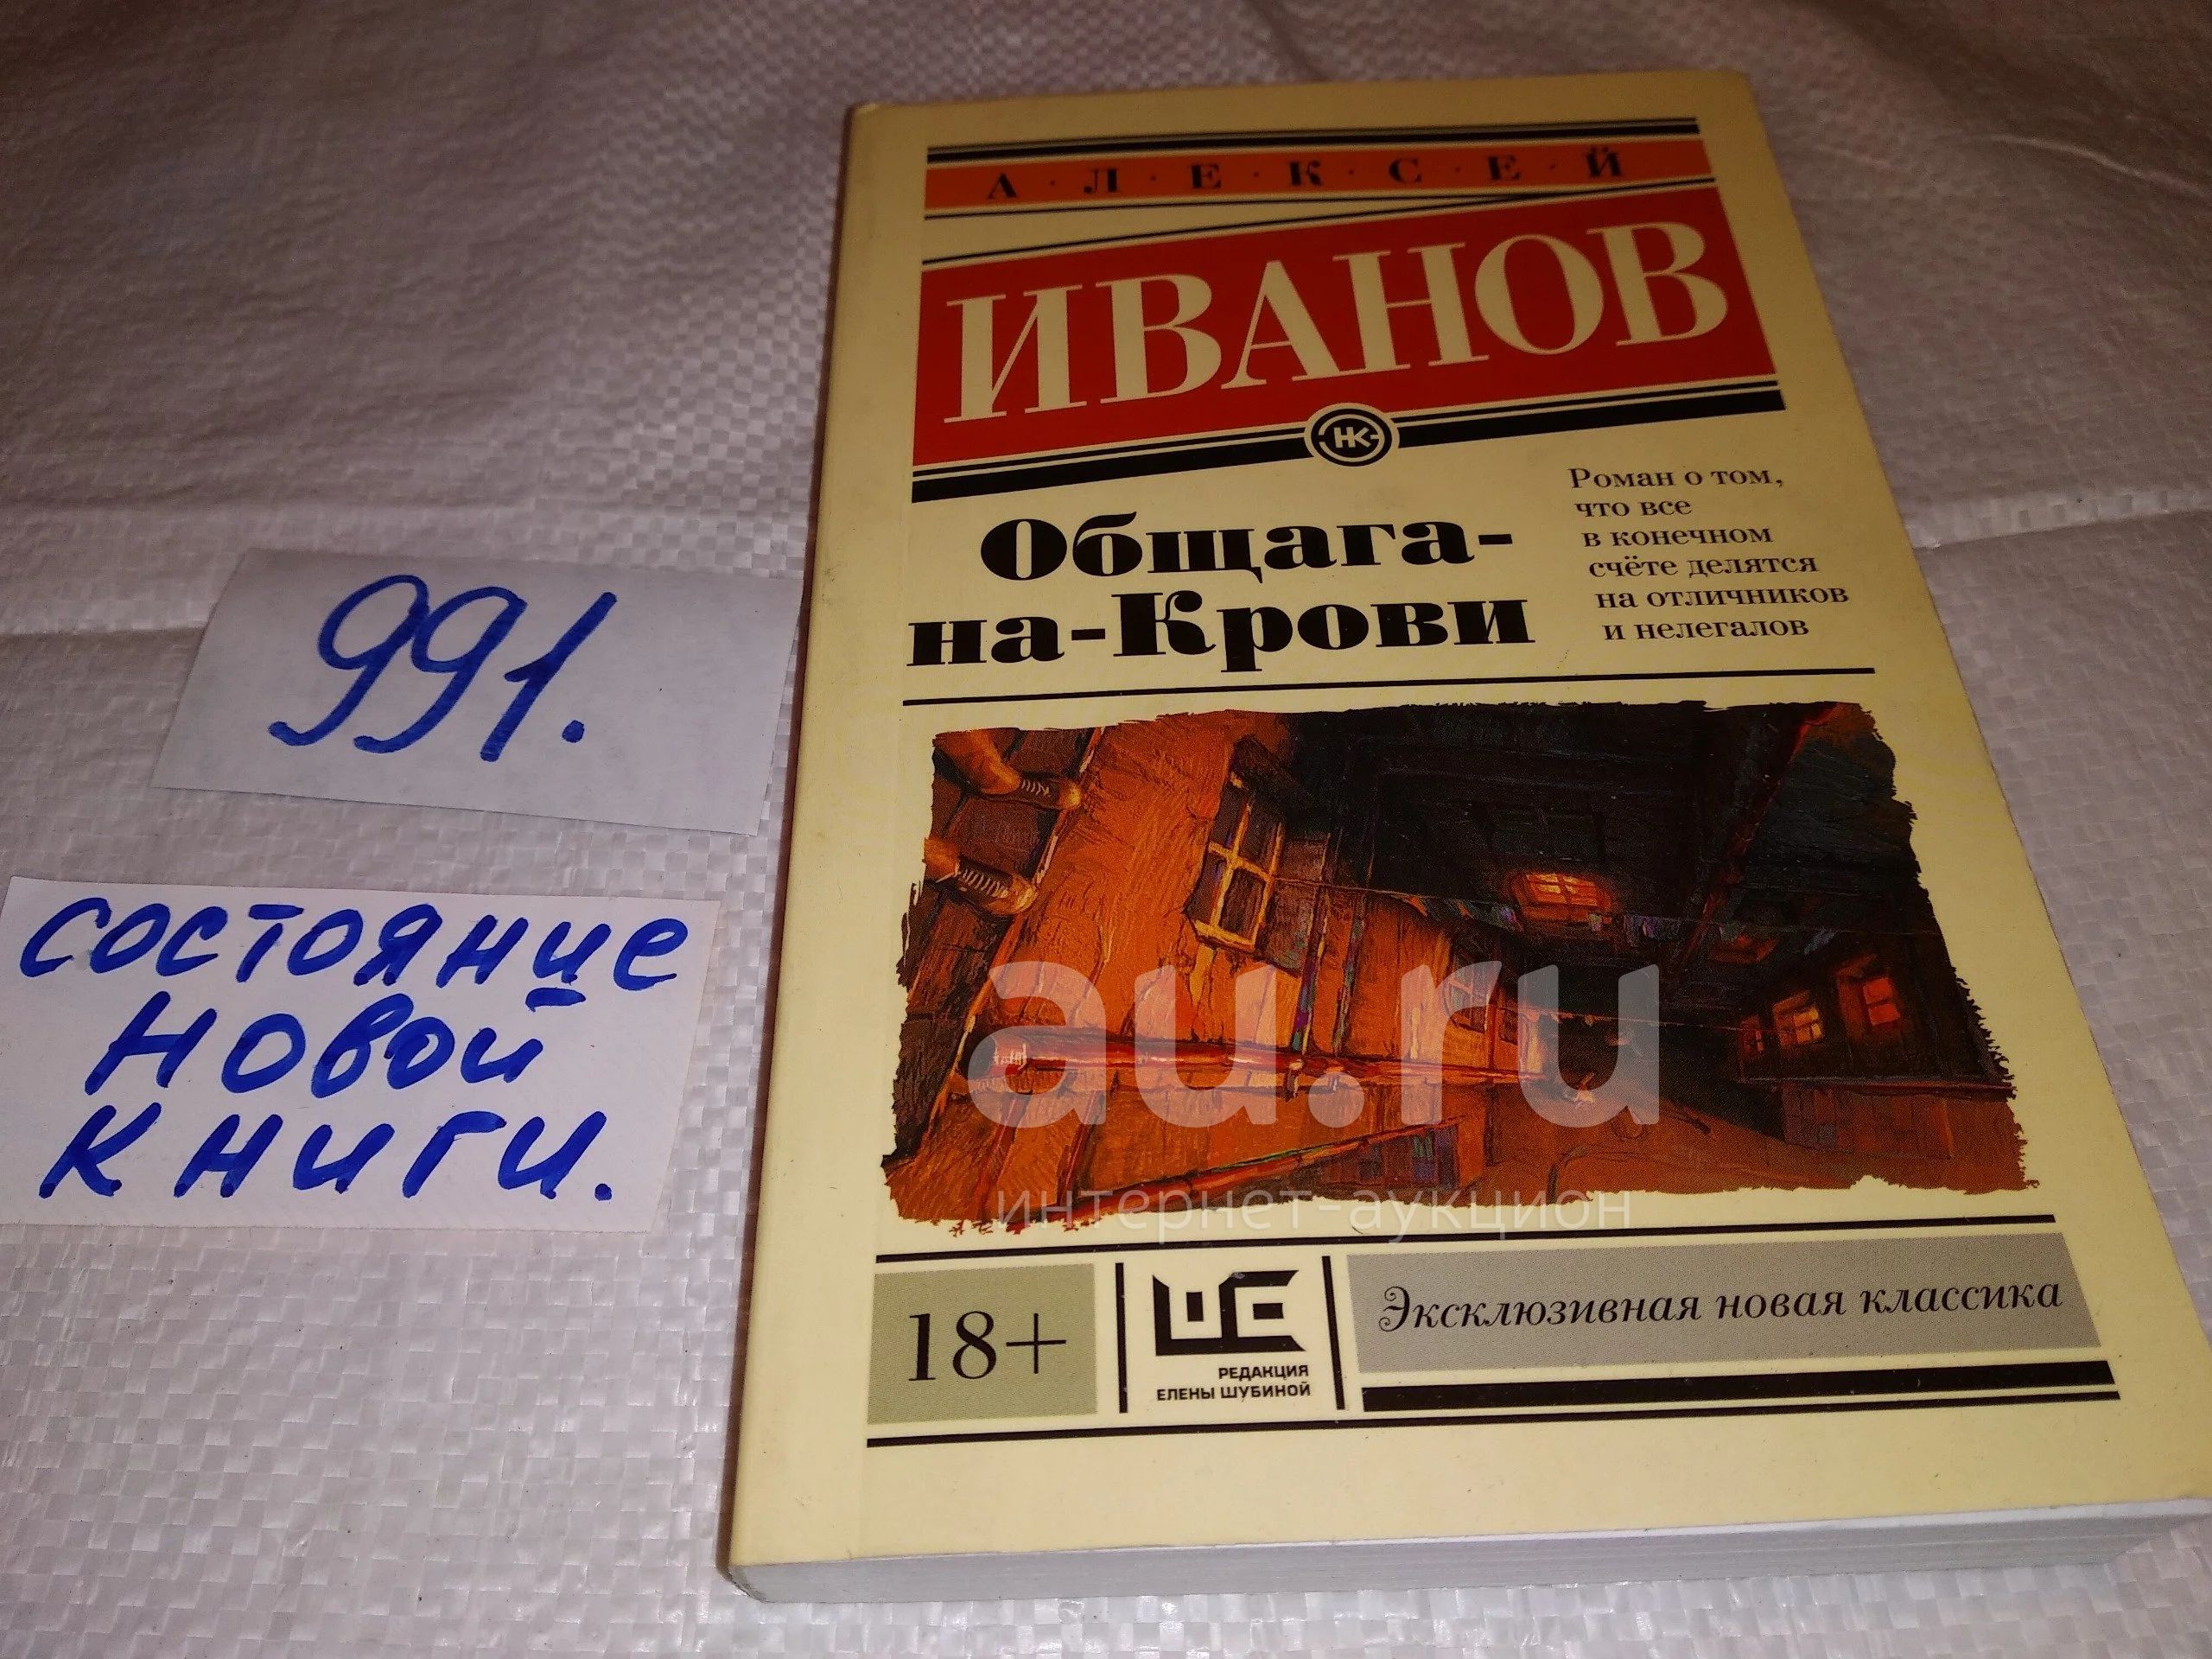 А·Л·Е·К·С·Е·Й
ИВАНОВ
НК
Общага-
на-Крови
Роман о том,
что все
в конечном
счёте делятся
на отличников
и нелегалов
991.
состояние
новой
книги.
au.ru
интернет-аукцион
18+
РЕДАКЦИЯ
ЕЛЕНЫ ШУБИНОЙ
Эксклюзивная новая классика